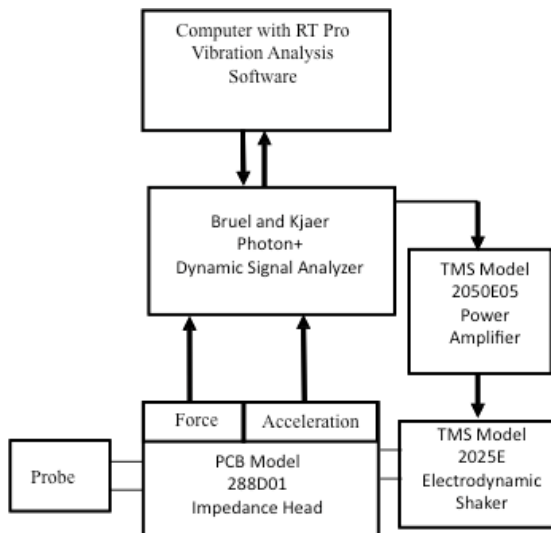 Computer with RT Pro
Vibration Analysis
Software
Bruel and Kjaer
Photon+
Dynamic Signal Analyzer
TMS Model
2050E05
Power
Amplifier
Force
Acceleration
Probe
PCB Model
288D01
Impedance Head
TMS Model
2025E
Electrodynamic
Shaker